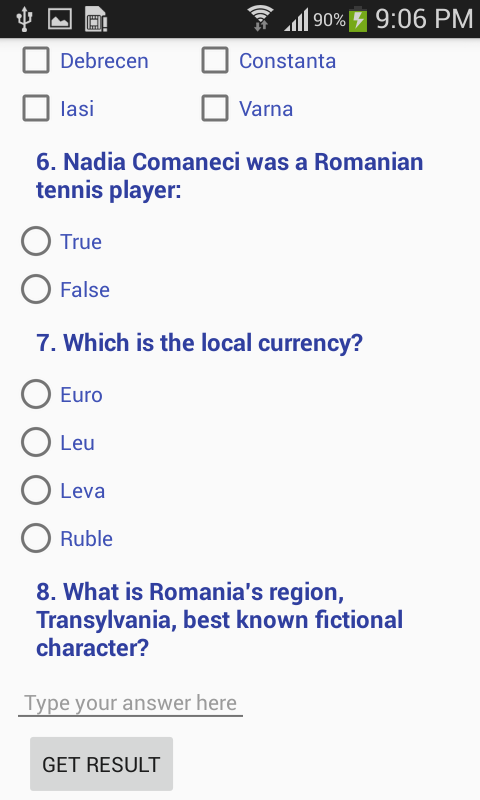 90% 9:06 PM
Debrecen Constanta
Iasi Varna
6. Nadia Comaneci was a Romanian
tennis player:
True
False
7. Which is the local currency?
Euro
Leu
Leva
Ruble
8. What is Romania's region,
Transylvania, best known fictional
character?
Type your answer here
GET RESULT